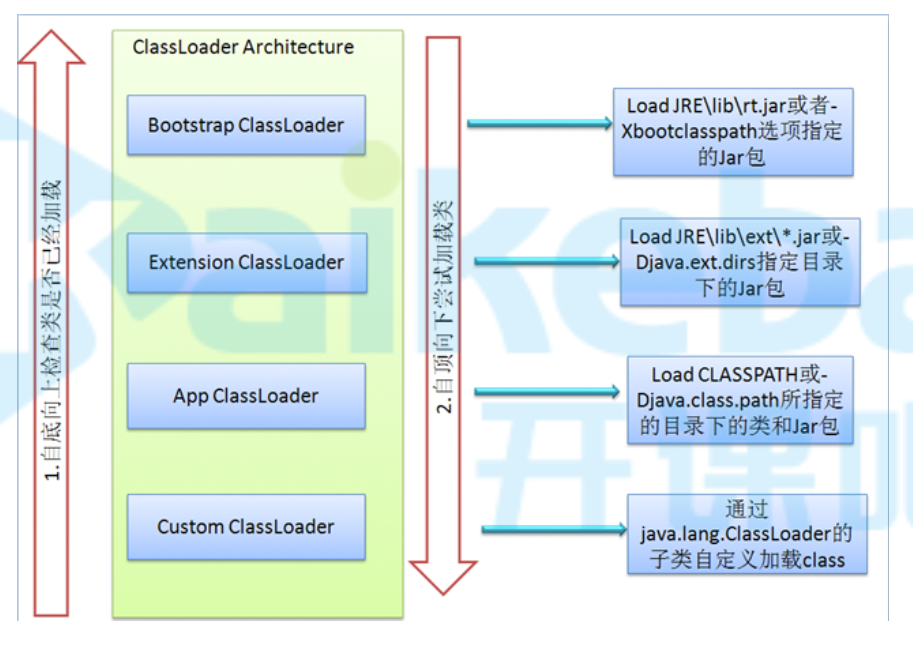 ClassLoader Architecture
Bootstrap ClassLoader
Extension ClassLoader
App ClassLoader
Custom ClassLoader
1.自底向上检查类是否已经加载
2.自顶向下尝试加载类
Load JRE\lib\rt.jar或者-
Xbootclasspath选项指定
的Jar包
Load JRE\lib\ext\*.jar或-
Djava.ext.dirs指定目录
下的Jar包
Load CLASSPATH或-
Djava.class.path所指定
的目录下的类和Jar包
通过
java.lang.ClassLoader的
子类自定义加载class
aikeba
开课吧